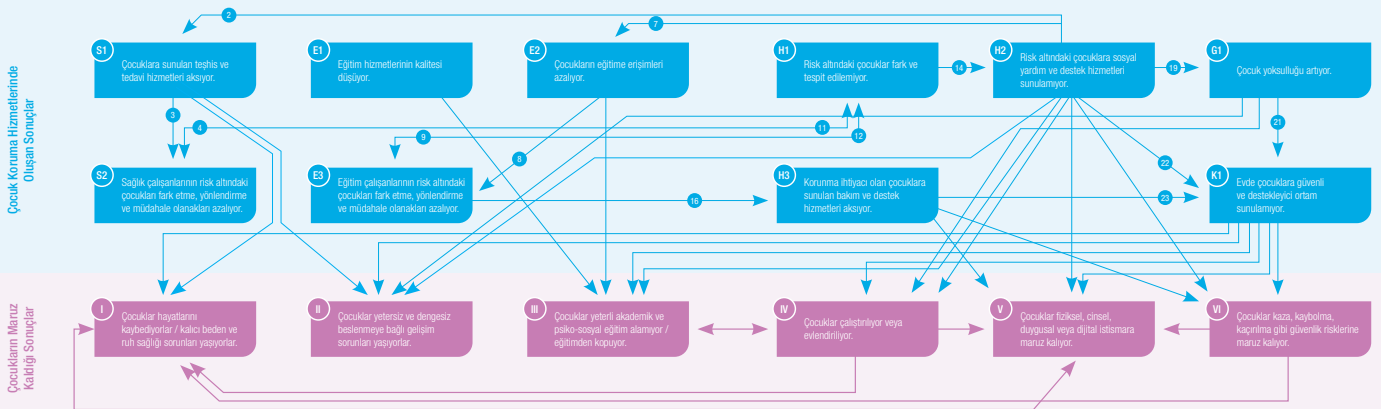 Çocuk Koruma Hizmetlerinde
Oluşan Sonuçlar
2
7
S1
Çocuklara sunulan teşhis ve
tedavi hizmetleri aksıyor.
E1
Eğitim hizmetlerinin kalitesi
düşüyor.
E2
Çocukların eğitime erişimleri
azalıyor.
H1
Risk altındaki çocuklar fark ve
tespit edilemiyor.
14
H2
Risk altındaki çocuklara sosyal
yardım ve destek hizmetleri
sunulamıyor.
19
G1
Çocuk yoksulluğu artıyor.
3
4
9
11
12
21
8
22
S2
Sağlık çalışanlarının risk altındaki
çocukları fark etme, yönlendirme
ve müdahale olanakları azalıyor.
E3
Eğitim çalışanlarının risk altındaki
çocukları fark etme, yönlendirme
ve müdahale olanakları azalıyor.
16
H3
Korunma ihtiyacı olan çocuklara
sunulan bakım ve destek
hizmetleri aksıyor.
23
K1
Evde çocuklara güvenli
ve destekleyici ortam
sunulamıyor.
Çocukların Maruz
Kaldığı Sonuçlar
I
Çocuklar hayatlarını
kaybediyorlar / kalıcı beden ve
ruh sağlığı sorunları yaşıyorlar.
II
Çocuklar yetersiz ve dengesiz
beslenmeye bağlı gelişim
sorunları yaşıyorlar.
III
Çocuklar yeterli akademik ve
psiko-sosyal eğitim alamıyor /
eğitimden kopuyor.
IV
Çocuklar çalıştırılıyor veya
evlendiriliyor.
V
Çocuklar fiziksel, cinsel,
duygusal veya dijital istismara
maruz kalıyor.
VI
Çocuklar kaza, kaybolma,
kaçırılma gibi güvenlik risklerine
maruz kalıyor.